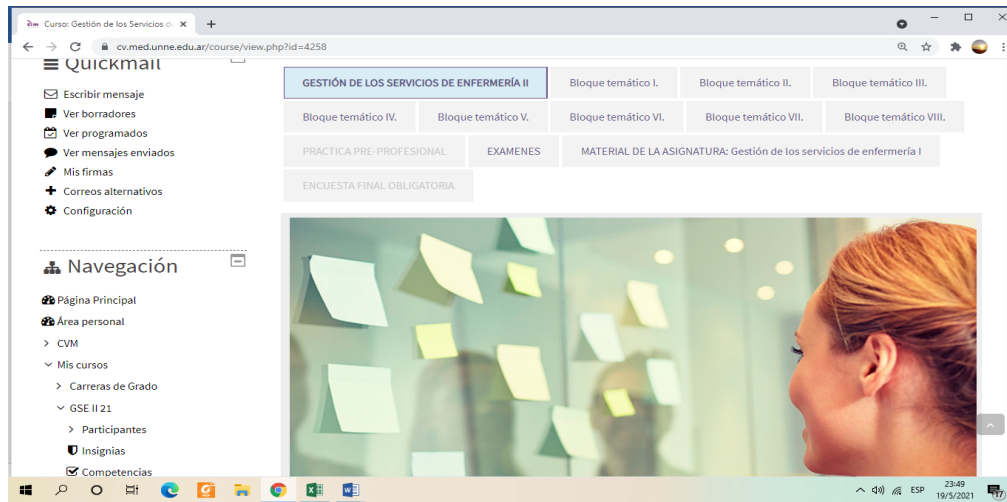 Curso: Gestión de los Servicios d
cv.med.unne.edu.ar/course/view.php?id=4258
Quickmail
Escribir mensaje
Ver borradores
Ver programados
Ver mensajes enviados
Mis firmas
Correos alternativos
Configuración
Navegación
Página Principal
Área personal
CVM
Mis cursos
Carreras de Grado
GSE II 21
Participantes
Insignias
Competencias
GESTIÓN DE LOS SERVICIOS DE ENFERMERÍA II
Bloque temático I.
Bloque temático II.
Bloque temático III.
Bloque temático IV.
Bloque temático V.
Bloque temático VI.
Bloque temático VII.
Bloque temático VIII.
PRACTICA PRE-PROFESIONAL
EXAMENES
MATERIAL DE LA ASIGNATURA: Gestión de los servicios de enfermería I
ENCUESTA FINAL OBLIGATORIA
ESP
23:49
19/5/2021